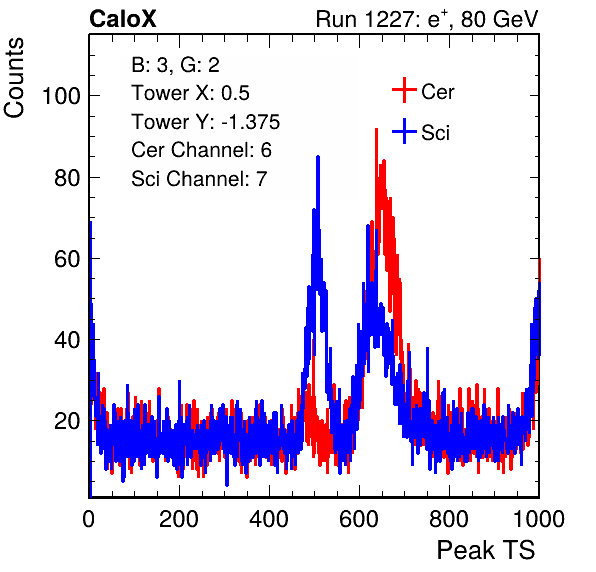 CaloX Run 1227: e⁺, 80 GeV
Counts
B: 3, G: 2
Tower X: 0.5
Tower Y: -1.375
Cer Channel: 6
Sci Channel: 7
Cer
Sci
100
80
60
40
20
0 200 400 600 800 1000
Peak TS